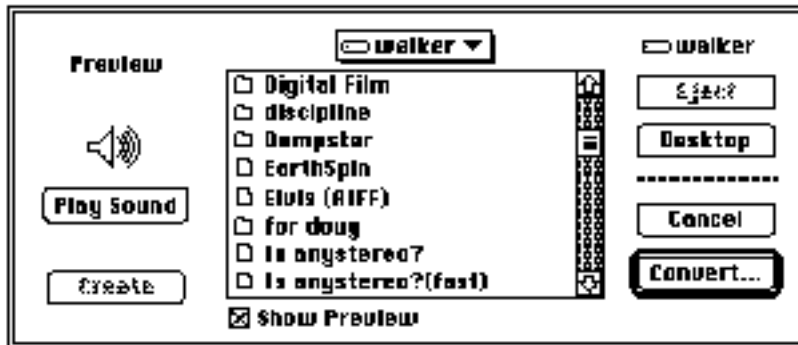 Preview
Play Sound
Create
walker
Digital Film
discipline
Dumpster
EarthSpin
Elvis (AIFF)
for doug
Is anystereo?
Is anystereo?(fast)
Show Preview
walker
Eject
Desktop
Cancel
Convert...